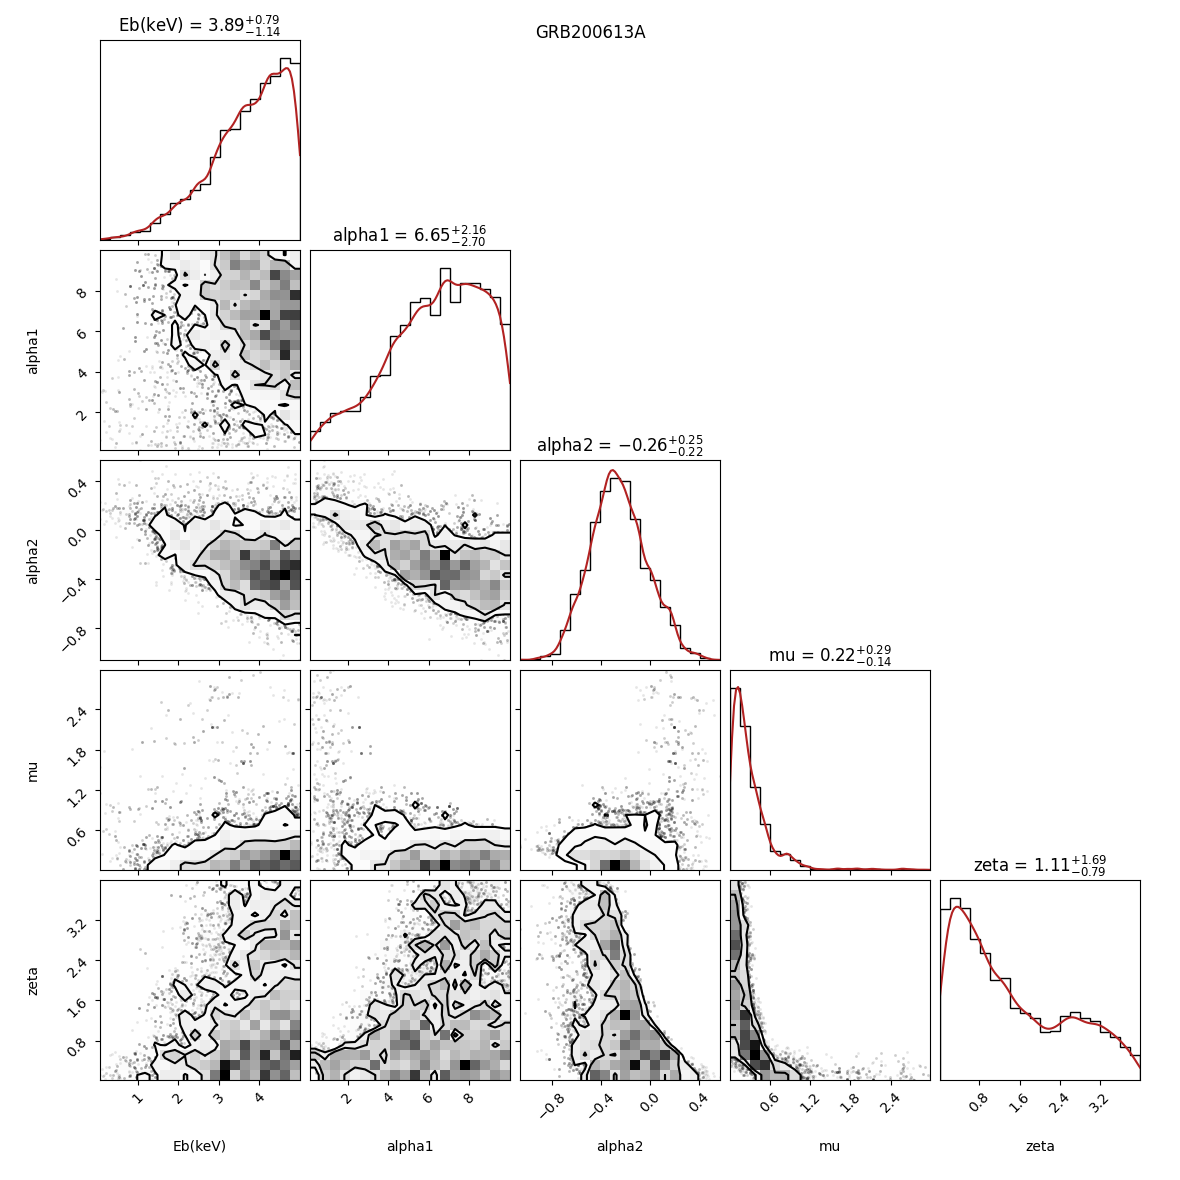 Eb(keV) = 3.89+0.79−1.14
GRB200613A
alpha1 = 6.65+2.16−2.70
8
6
4
2
alpha1
alpha2 = −0.26+0.25−0.22
0.4
0.0
−0.4
−0.8
alpha2
mu = 0.22+0.29−0.14
2.4
1.8
1.2
0.6
mu
zeta = 1.11+1.69−0.79
3.2
2.4
1.6
0.8
zeta
1 2 3 4
2 4 6 8
−0.8 −0.4 0.0 0.4
0.6 1.2 1.8 2.4
0.8 1.6 2.4 3.2
Eb(keV) alpha1 alpha2 mu zeta